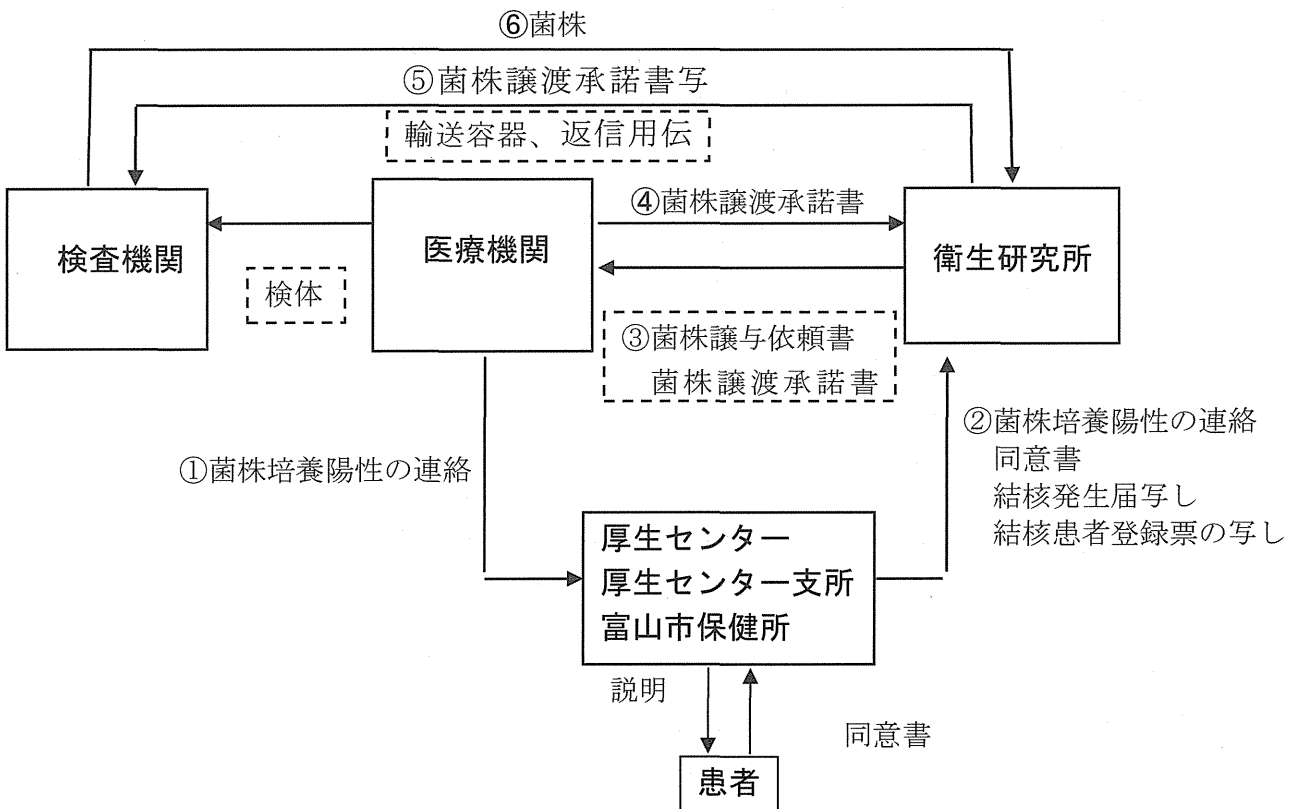 ⑥菌株
⑤菌株譲渡承諾書写
輸送容器、返信用伝
検査機関
医療機関
④菌株譲渡承諾書
衛生研究所
検体
③菌株譲与依頼書
菌株譲渡承諾書
①菌株培養陽性の連絡
②菌株培養陽性の連絡
同意書
結核発生届写し
結核患者登録票の写し
厚生センター
厚生センター支所
富山市保健所
説明
同意書
患者